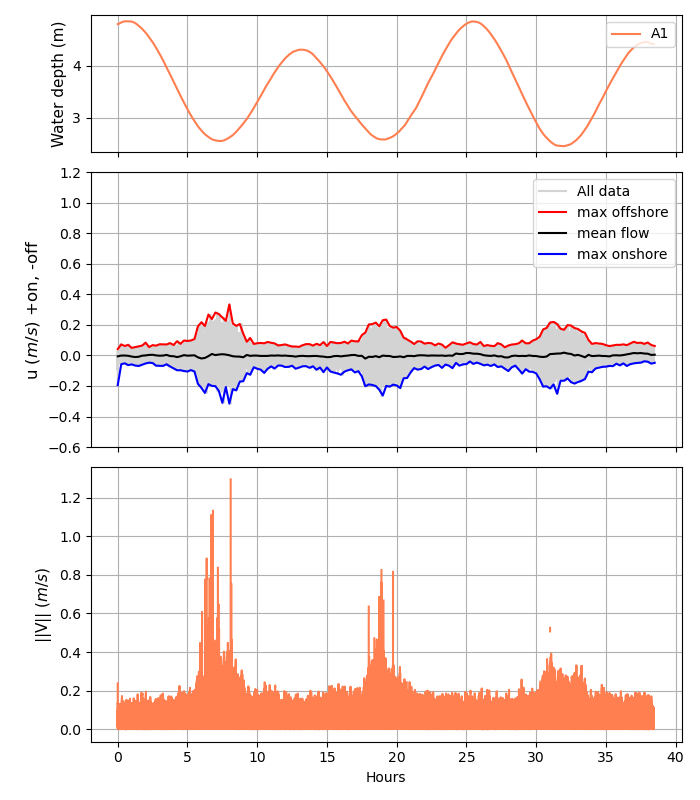 Water depth (m)
4
3
A1
u (m/s) +on, -off
1.2
1.0
0.8
0.6
0.4
0.2
0.0
−0.2
−0.4
−0.6
All data
max offshore
mean flow
max onshore
||V|| (m/s)
1.2
1.0
0.8
0.6
0.4
0.2
0.0
0 5 10 15 20 25 30 35 40
Hours